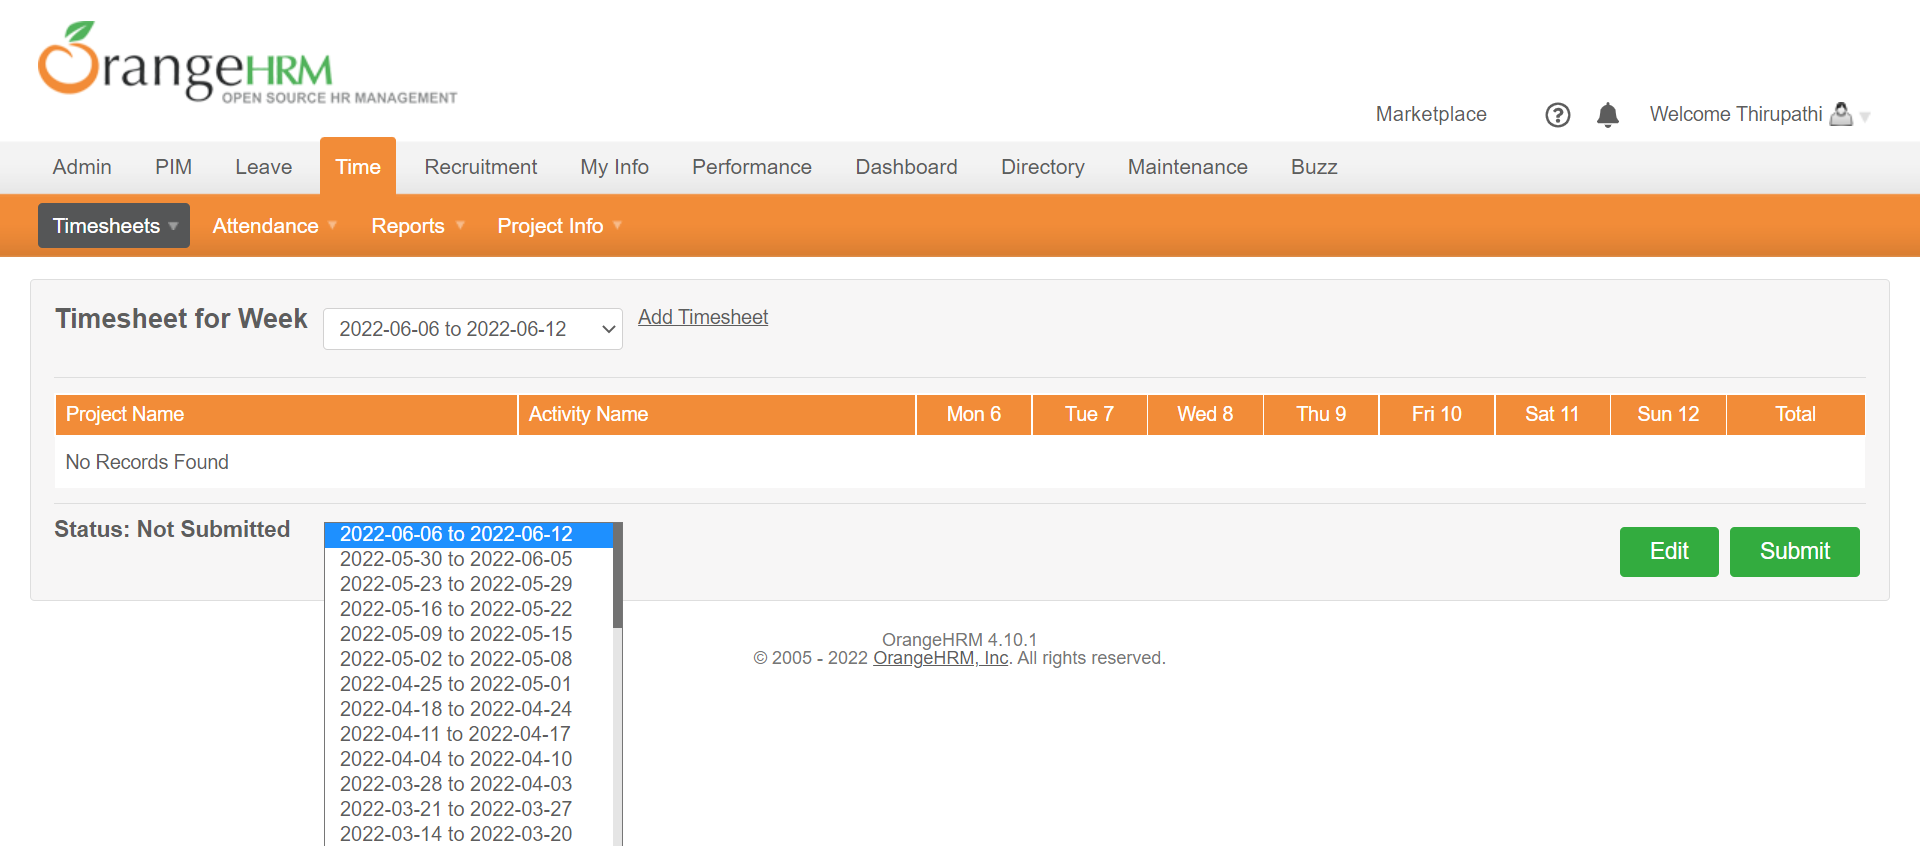 OrangeHRM
OPEN SOURCE HR MANAGEMENT
Marketplace ? Welcome Thirupathi
Admin PIM Leave Time Recruitment My Info Performance Dashboard Directory Maintenance Buzz
Timesheets Attendance Reports Project Info
Timesheet for Week 2022-06-06 to 2022-06-12 Add Timesheet
Project Name Activity Name Mon 6 Tue 7 Wed 8 Thu 9 Fri 10 Sat 11 Sun 12 Total
No Records Found
Status: Not Submitted
2022-06-06 to 2022-06-12
2022-05-30 to 2022-06-05
2022-05-23 to 2022-05-29
2022-05-16 to 2022-05-22
2022-05-09 to 2022-05-15
2022-05-02 to 2022-05-08
2022-04-25 to 2022-05-01
2022-04-18 to 2022-04-24
2022-04-11 to 2022-04-17
2022-04-04 to 2022-04-10
2022-03-28 to 2022-04-03
2022-03-21 to 2022-03-27
2022-03-14 to 2022-03-20
Edit Submit
OrangeHRM 4.10.1
© 2005 - 2022 OrangeHRM, Inc. All rights reserved.